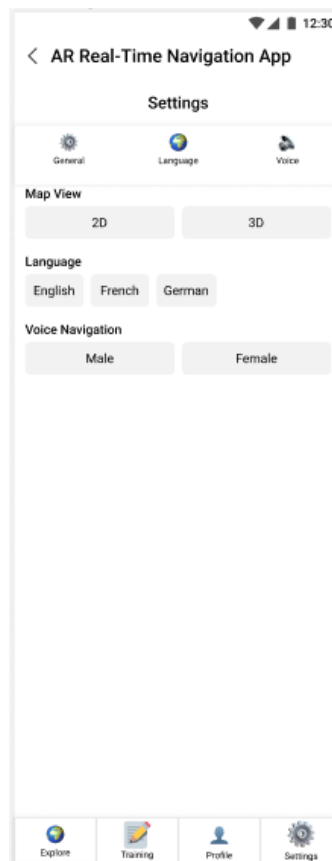 12:30
AR Real-Time Navigation App
Settings
General Language Voice
Map View
2D 3D
Language
English French German
Voice Navigation
Male Female
Explore Training Profile Settings